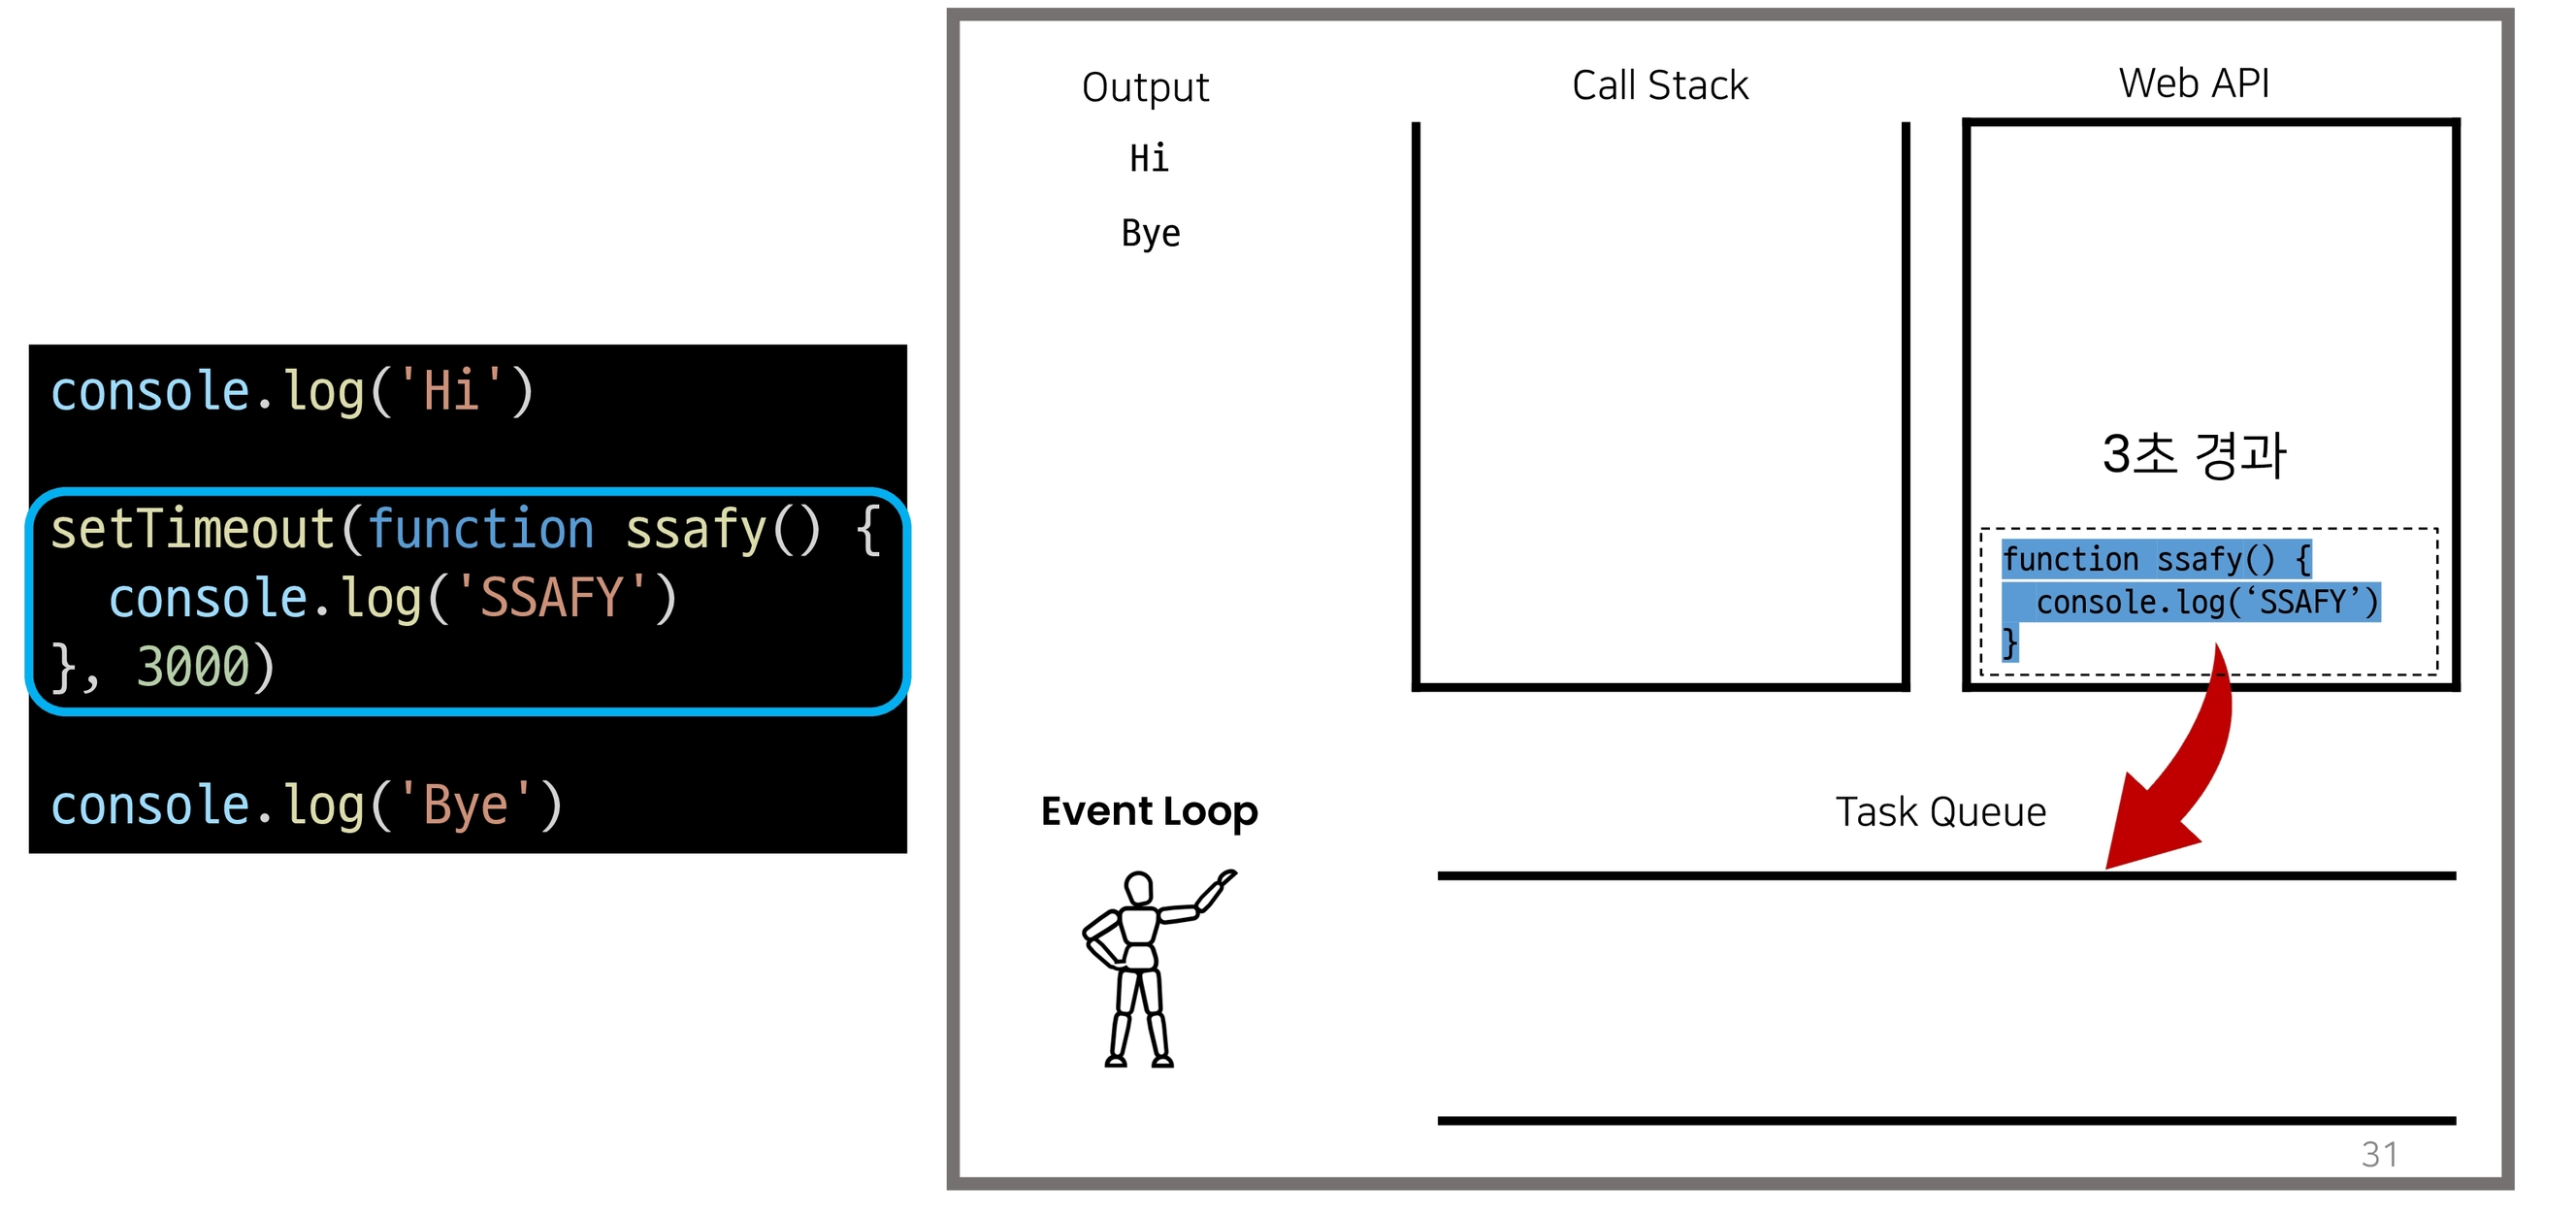 console.log('Hi')
setTimeout(function ssafy() {
  console.log('SSAFY')
}, 3000)
console.log('Bye')
Output
Hi
Bye
Call Stack
Web API
3초 경과
function ssafy() {
  console.log(‘SSAFY’)
}
Event Loop
Task Queue
31